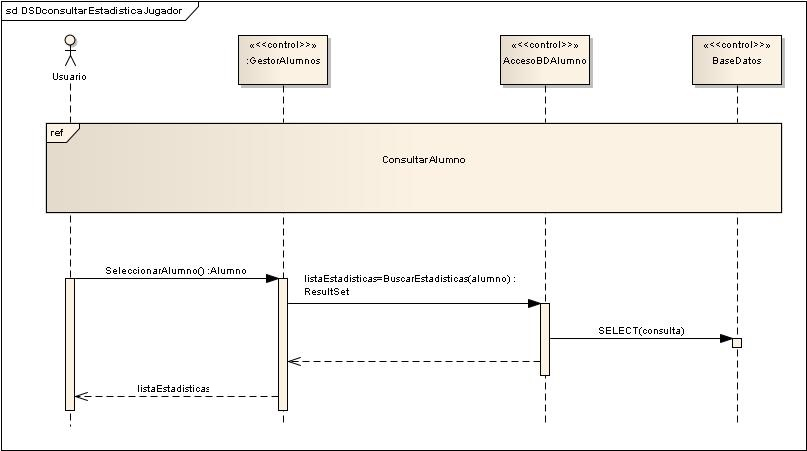 sd DSDconsultarEstadisticaJugador
Usuario
«<<control>>»
:GestorAlumnos
«<<control>>»
AccesoBDAlumno
«<<control>>»
BaseDatos
ref
ConsultarAlumno
SeleccionarAlumno() :Alumno
listaEstadisticas=BuscarEstadisticas(alumno) :
ResultSet
SELECT(consulta)
listaEstadisticas